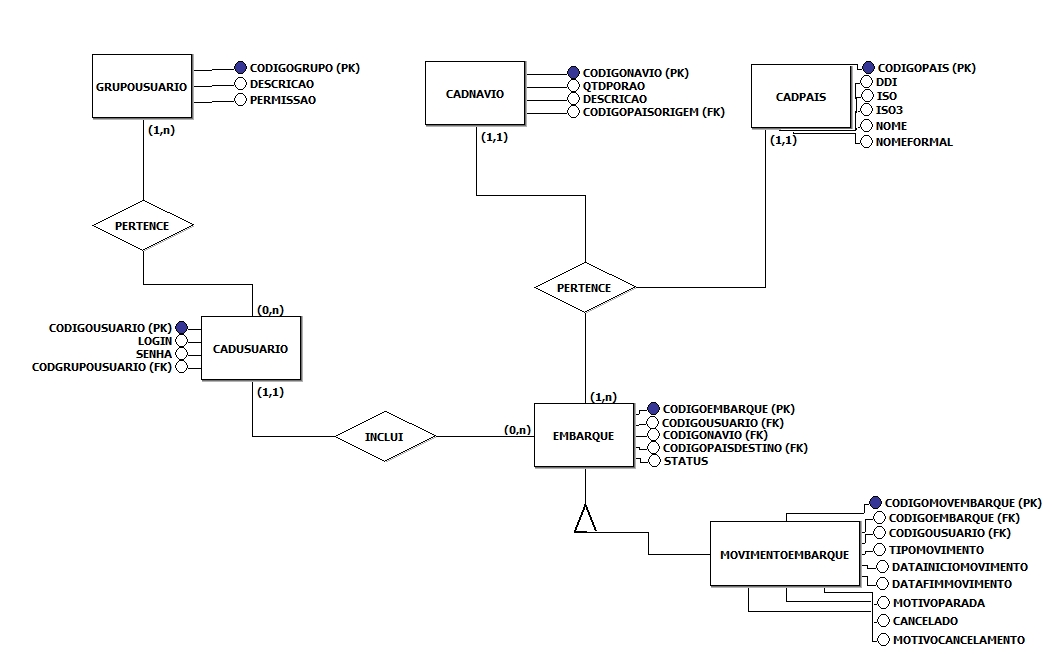 GRUPOUSUARIO
CODIGOGRUPO (PK)
DESCRICAO
PERMISSAO
(1,n)
CADNAVIO
CODIGONAVIO (PK)
QTDPORAO
DESCRICAO
CODIGOPAISORIGEM (FK)
(1,1)
CADPAIS
CODIGOPAIS (PK)
DDI
ISO
ISO3
NOME
NOMEFORMAL
(1,1)
PERTENCE
PERTENCE
(0,n)
CODIGOUSUARIO (PK)
LOGIN
SENHA
CODGRUPOUSUARIO (FK)
CADUSUARIO
(1,1)
INCLUI
(0,n)
(1,n)
EMBARQUE
CODIGOEMBARQUE (PK)
CODIGOUSUARIO (FK)
CODIGONAVIO (FK)
CODIGOPAISDESTINO (FK)
STATUS
MOVIMENTOEMBARQUE
CODIGOMOVEMBARQUE (PK)
CODIGOEMBARQUE (FK)
CODIGOUSUARIO (FK)
TIPOMOVIMENTO
DATAINICIOMOVIMENTO
DATAFIMMOVIMENTO
MOTIVOPARADA
CANCELADO
MOTIVOCANCELAMENTO